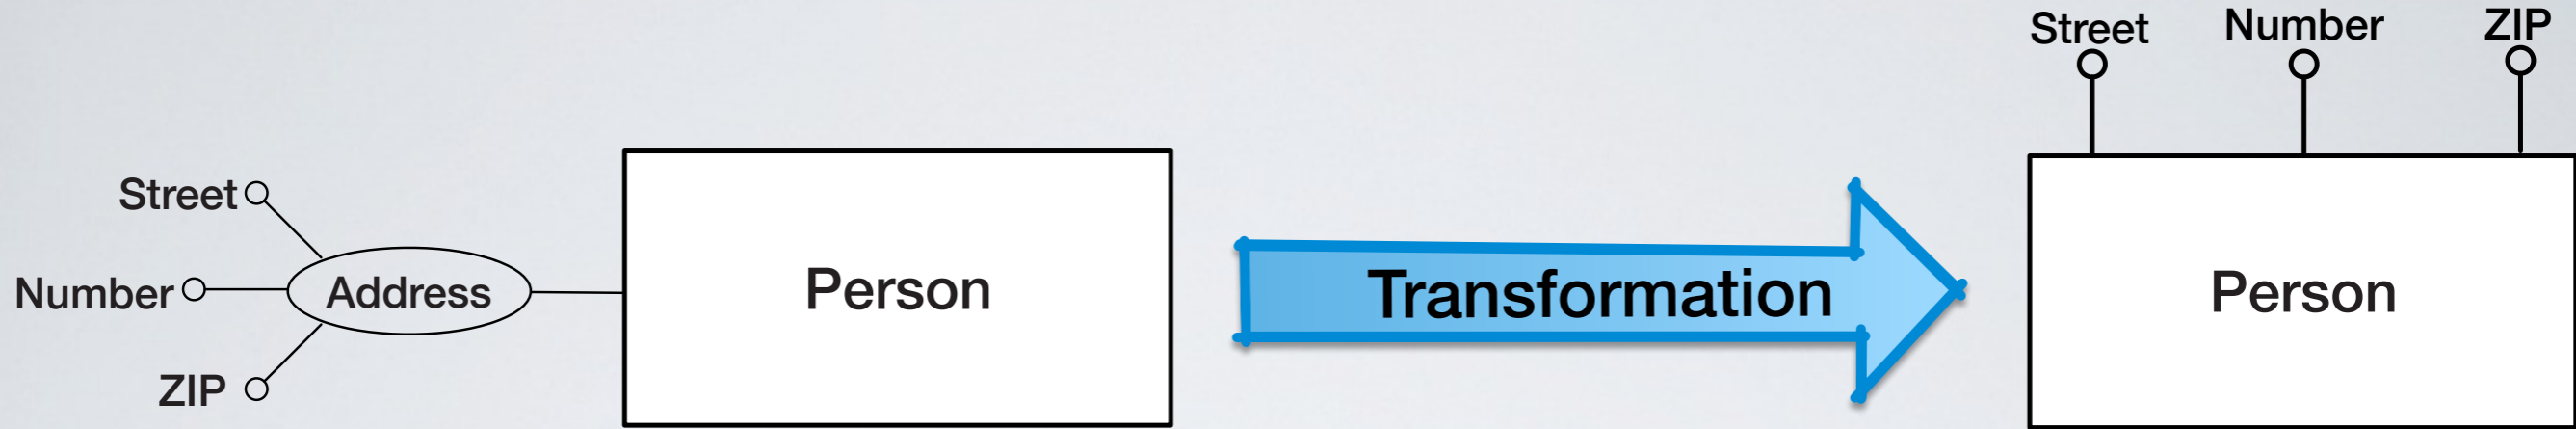 Street
Number
ZIP
Address
Person
Transformation
Street
Number
ZIP
Person